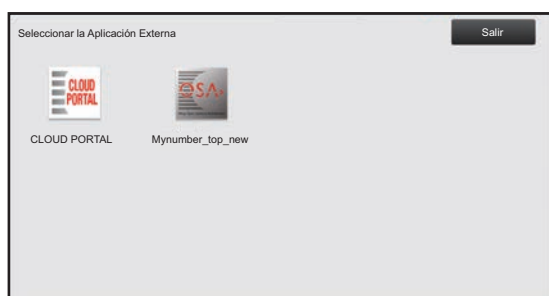 Seleccionar la Aplicación Externa
Salir
CLOUD
PORTAL
OSA
CLOUD PORTAL
Mynumber_top_new